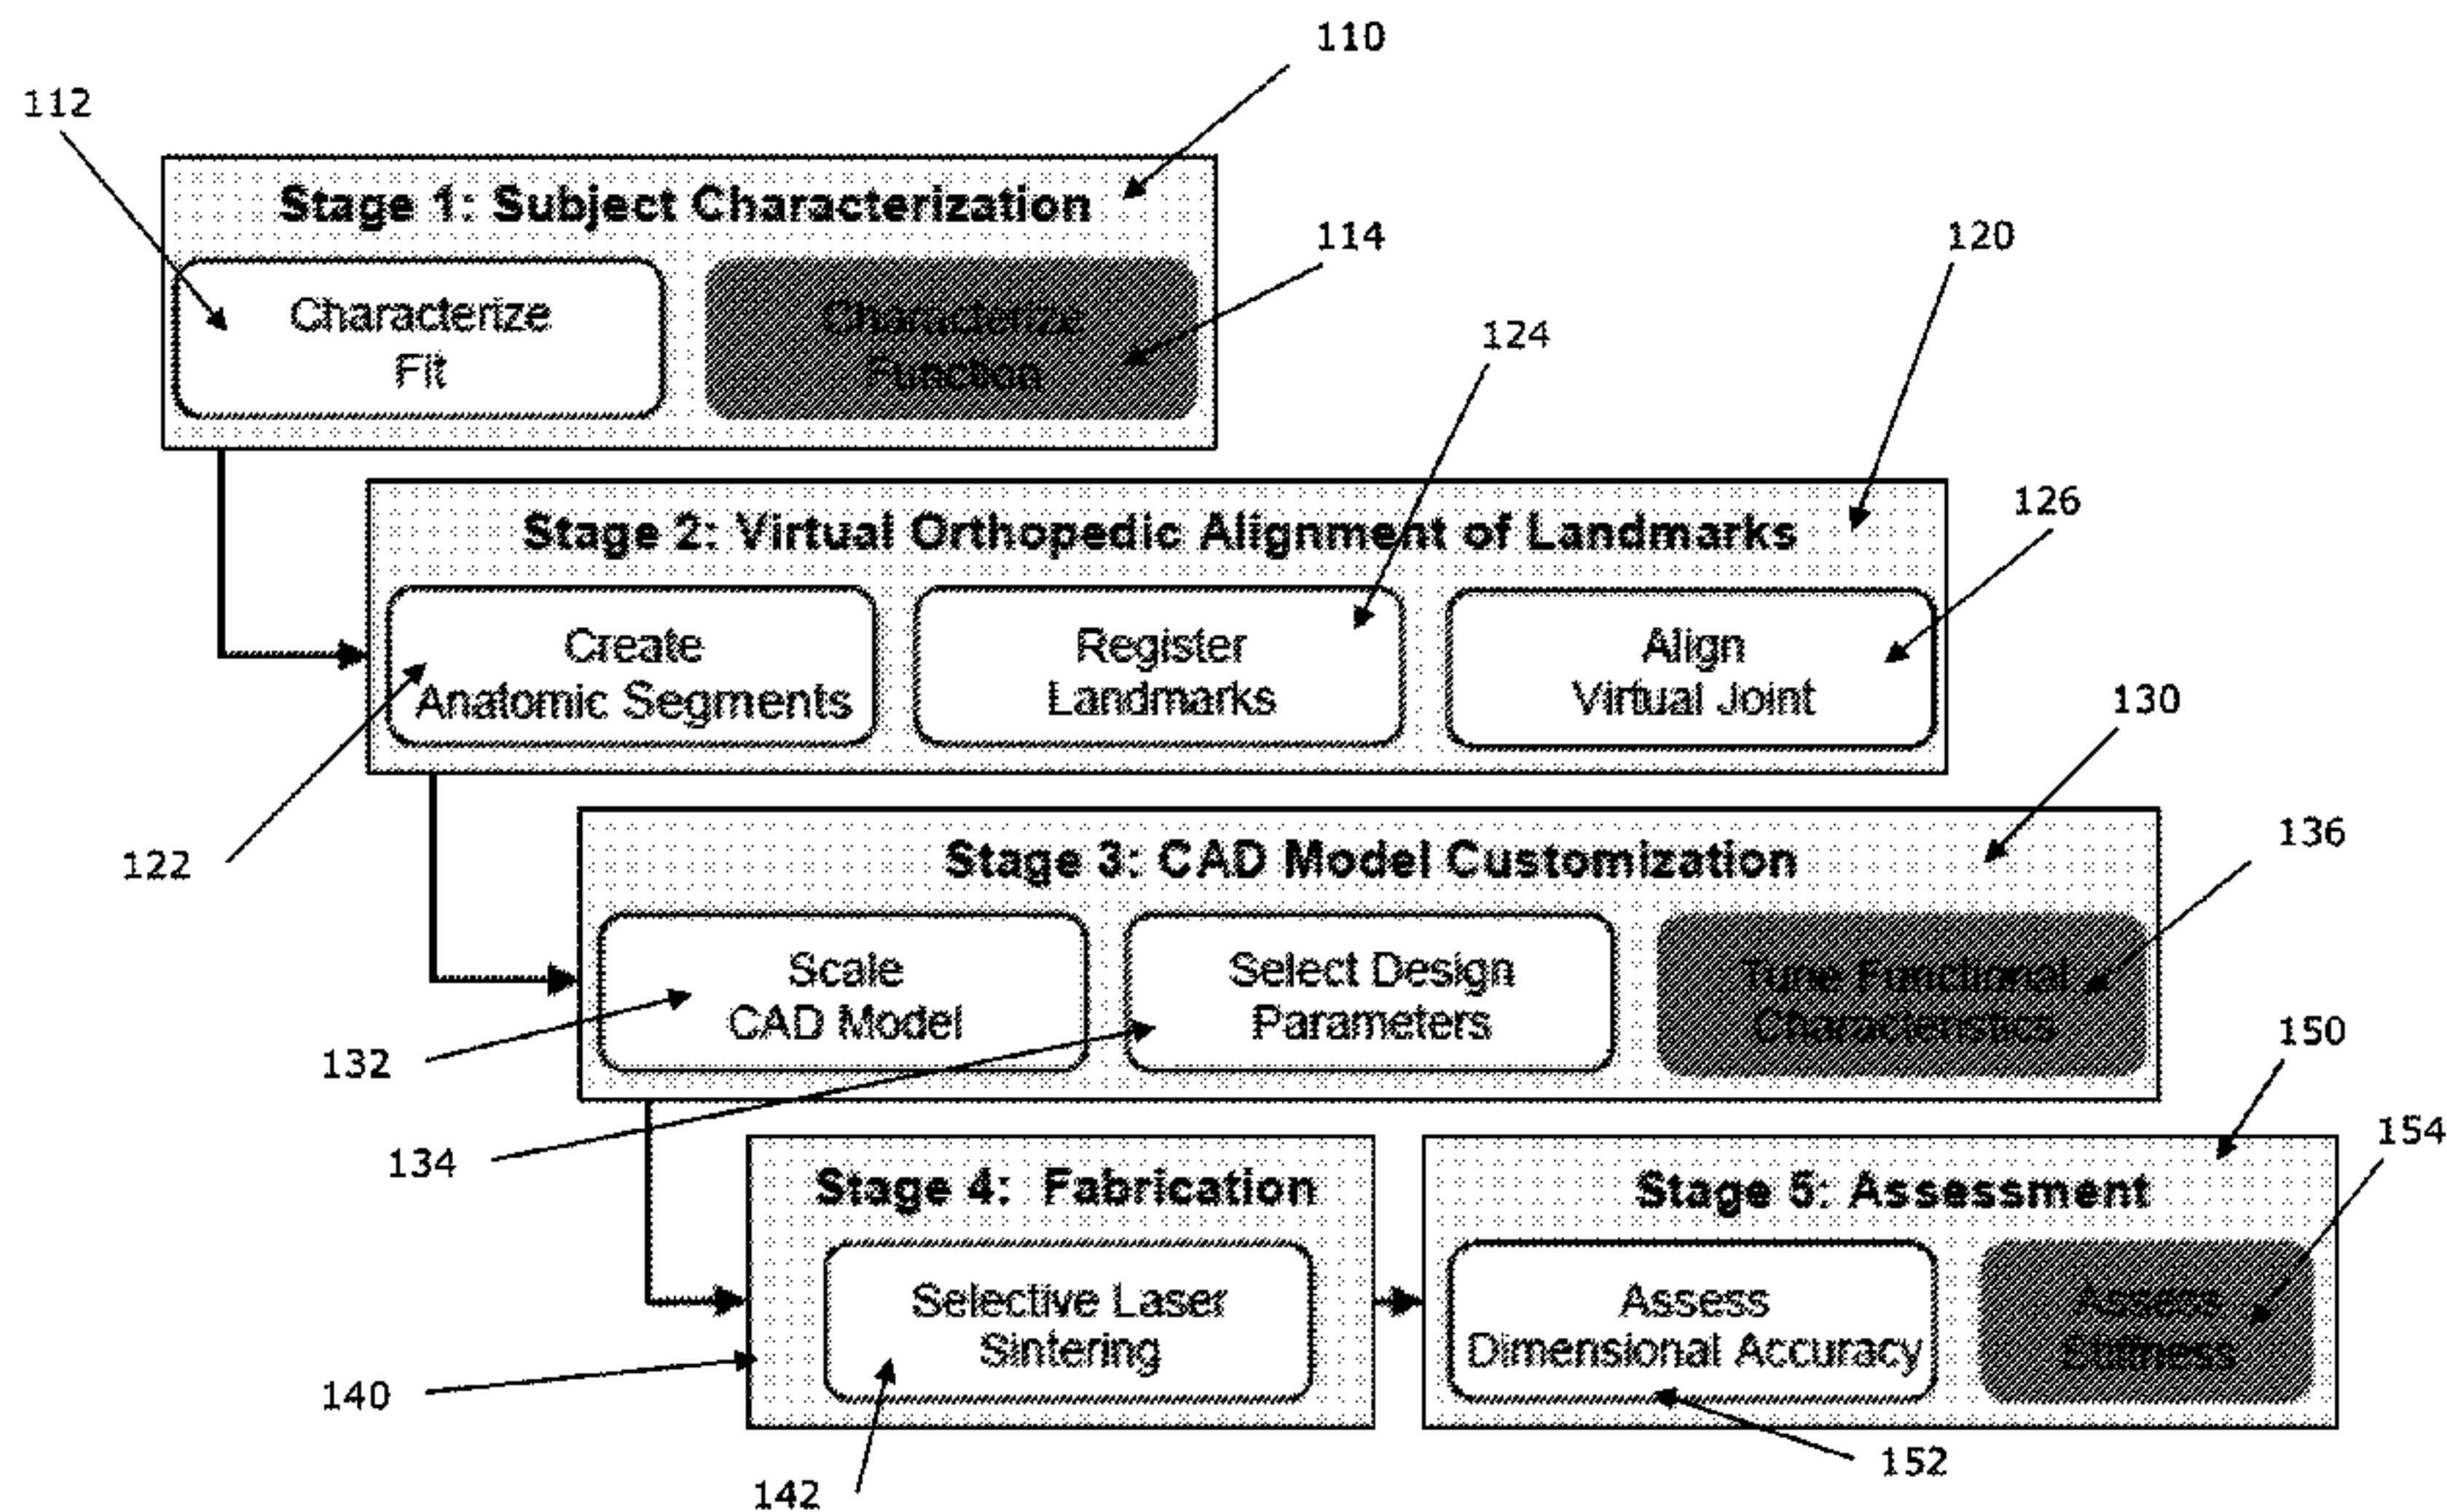 110
112
Stage 1: Subject Characterization
114
120
Characterize
Fit
Characterize
Function
124
126
Stage 2: Virtual Orthopedic Alignment of Landmarks
Create
Anatomic Segments
Register
Landmarks
Align
Virtual Joint
130
122
136
Stage 3: CAD Model Customization
Scale
CAD Model
Select Design
Parameters
Tune Functional
Characteristics
132
150
134
154
Stage 4: Fabrication
Stage 5: Assessment
Selective Laser
Sintering
Assess
Dimensional Accuracy
Assess
Stiffness
140
142
152